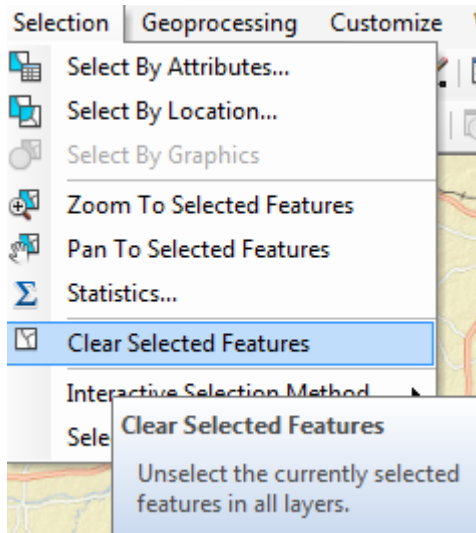 Selection Geoprocessing Customize
Select By Attributes...
Select By Location...
Select By Graphics
Zoom To Selected Features
Pan To Selected Features
Statistics...
Clear Selected Features
Interactive Selection Method
Sele
Clear Selected Features
Unselect the currently selected
features in all layers.